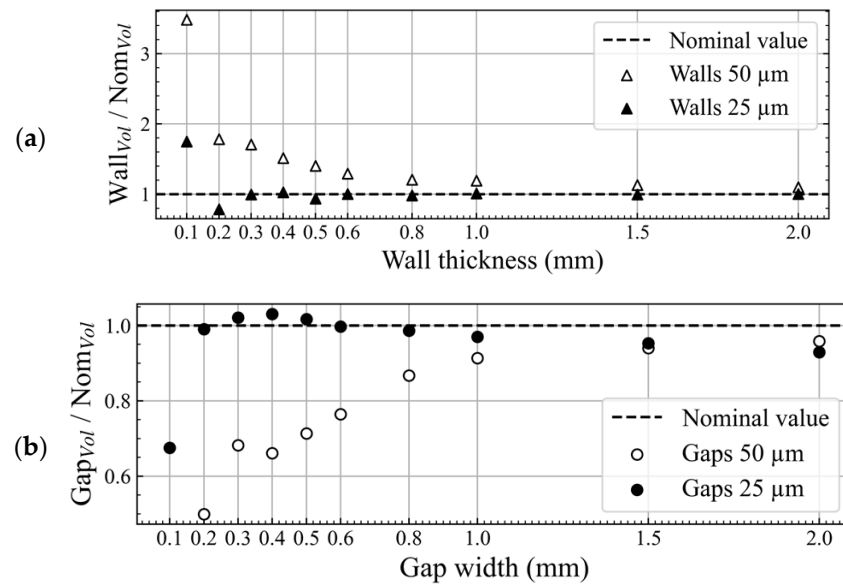 (a)
Wall_Vol / Nom_Vol
3
2
1
Nominal value
Walls 50 µm
Walls 25 µm
0.1 0.2 0.3 0.4 0.5 0.6 0.8 1.0 1.5 2.0
Wall thickness (mm)
(b)
Gap_Vol / Nom_Vol
1.0
0.8
0.6
Nominal value
Gaps 50 µm
Gaps 25 µm
0.1 0.2 0.3 0.4 0.5 0.6 0.8 1.0 1.5 2.0
Gap width (mm)